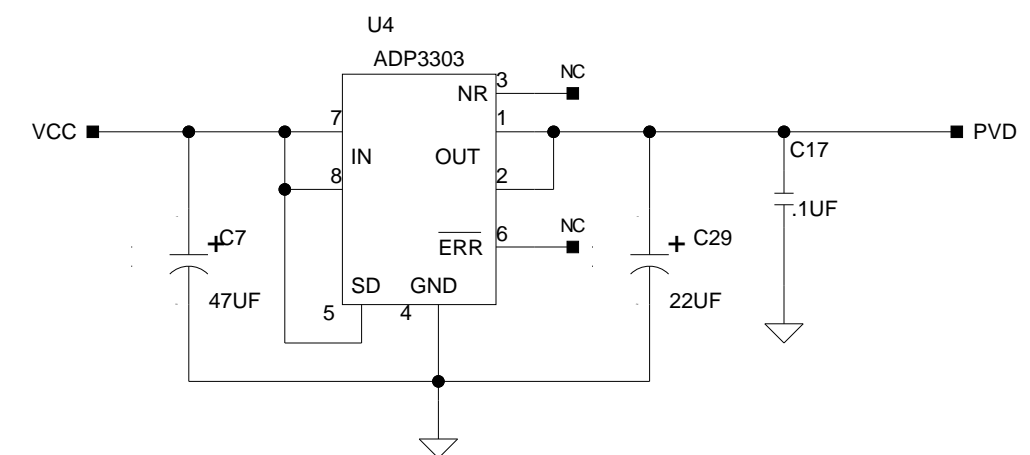 U4
ADP3303
NC
3
NR
7
1
VCC
PVD
C17
IN
OUT
8
2
.1UF
NC
6
+
C7
ERR
+
C29
SD
GND
47UF
22UF
5
4